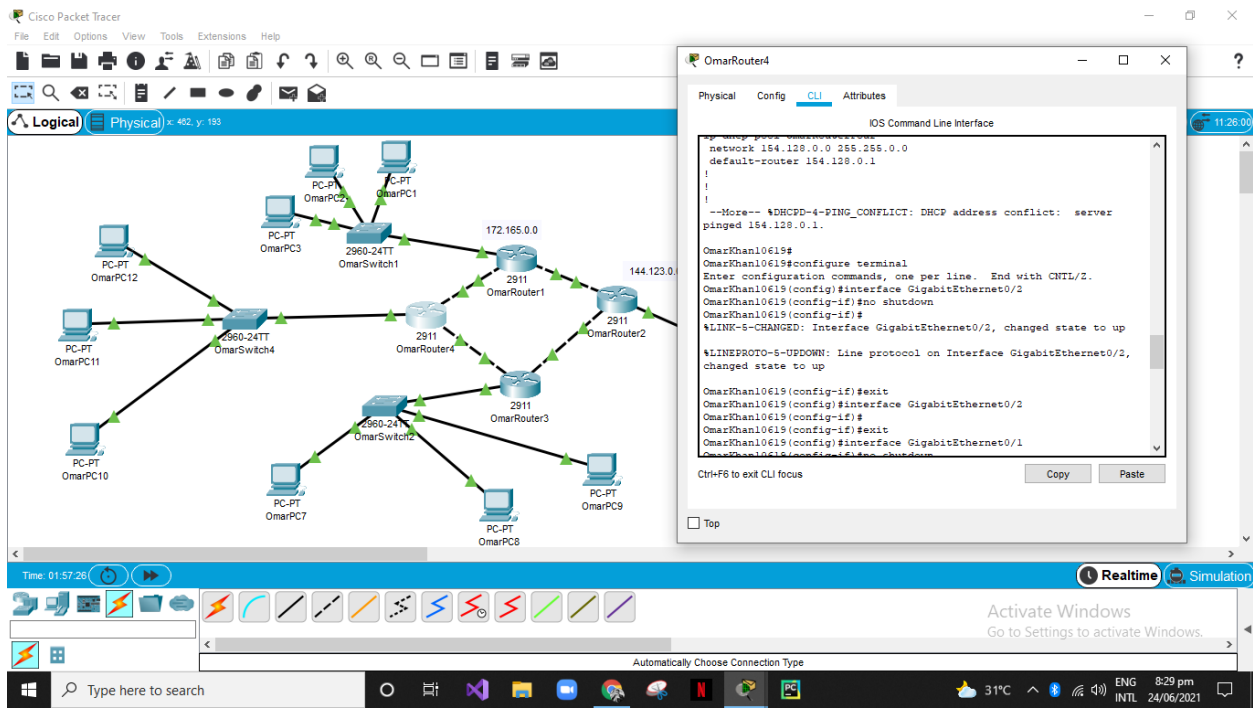 Cisco Packet Tracer
File Edit Options View Tools Extensions Help
Logical Physical x: 462, y: 193
11:26:00
PC-PT
OmarPC2
PC-PT
OmarPC1
PC-PT
OmarPC3
2960-24TT
OmarSwitch1
172.165.0.0
2911
OmarRouter1
144.123.0.
2911
OmarRouter2
PC-PT
OmarPC12
PC-PT
OmarPC11
2960-24TT
OmarSwitch4
2911
OmarRouter4
2911
OmarRouter3
2960-24TT
OmarSwitch2
PC-PT
OmarPC10
PC-PT
OmarPC7
PC-PT
OmarPC8
PC-PT
OmarPC9
OmarRouter4
Physical Config CLI Attributes
IOS Command Line Interface
ip dhcp pool OmarRouterFour
network 154.128.0.0 255.255.0.0
default-router 154.128.0.1
!
!
!
--More-- %DHCPD-4-PING_CONFLICT: DHCP address conflict: server
pinged 154.128.0.1.
OmarKhan10619#
OmarKhan10619#configure terminal
Enter configuration commands, one per line. End with CNTL/Z.
OmarKhan10619(config)#interface GigabitEthernet0/2
OmarKhan10619(config-if)#no shutdown
OmarKhan10619(config-if)#
%LINK-5-CHANGED: Interface GigabitEthernet0/2, changed state to up
%LINEPROTO-5-UPDOWN: Line protocol on Interface GigabitEthernet0/2,
changed state to up
OmarKhan10619(config-if)#exit
OmarKhan10619(config)#interface GigabitEthernet0/2
OmarKhan10619(config-if)#
OmarKhan10619(config-if)#exit
OmarKhan10619(config)#interface GigabitEthernet0/1
OmarKhan10619(config-if)#no shutdown
Ctrl+F6 to exit CLI focus
Copy Paste
Top
Time: 01:57:26
Realtime Simulation
Activate Windows
Go to Settings to activate Windows.
Automatically Choose Connection Type
Type here to search
31°C ENG 8:29 pm
INTL 24/06/2021